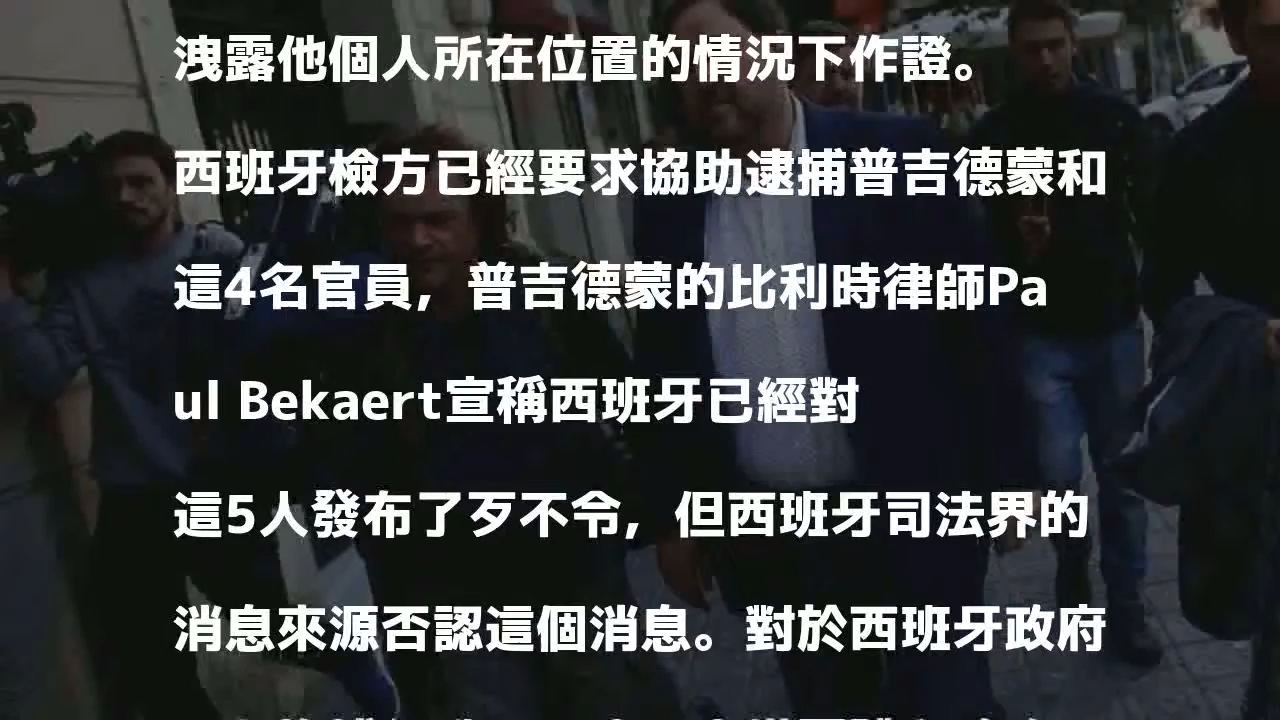 洩露他個人所在位置的情況下作證。
西班牙檢方已經要求協助逮捕普吉德蒙和
這4名官員，普吉德蒙的比利時律師Pa
ul Bekaert宣稱西班牙已經對
這5人發布了歹不令，但西班牙司法界的
消息來源否認這個消息。對於西班牙政府